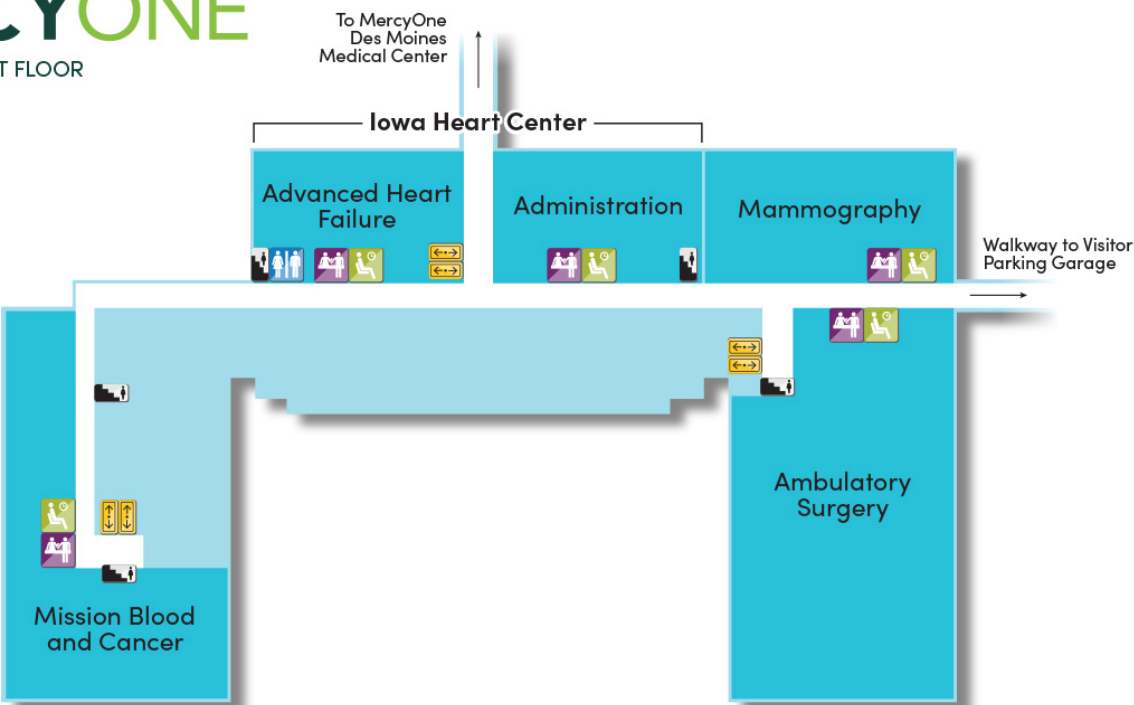 CYONE
T FLOOR
To MercyOne
Des Moines
Medical Center
Iowa Heart Center
Advanced Heart
Failure
Administration
Mammography
Walkway to Visitor
Parking Garage
Ambulatory
Surgery
Mission Blood
and Cancer